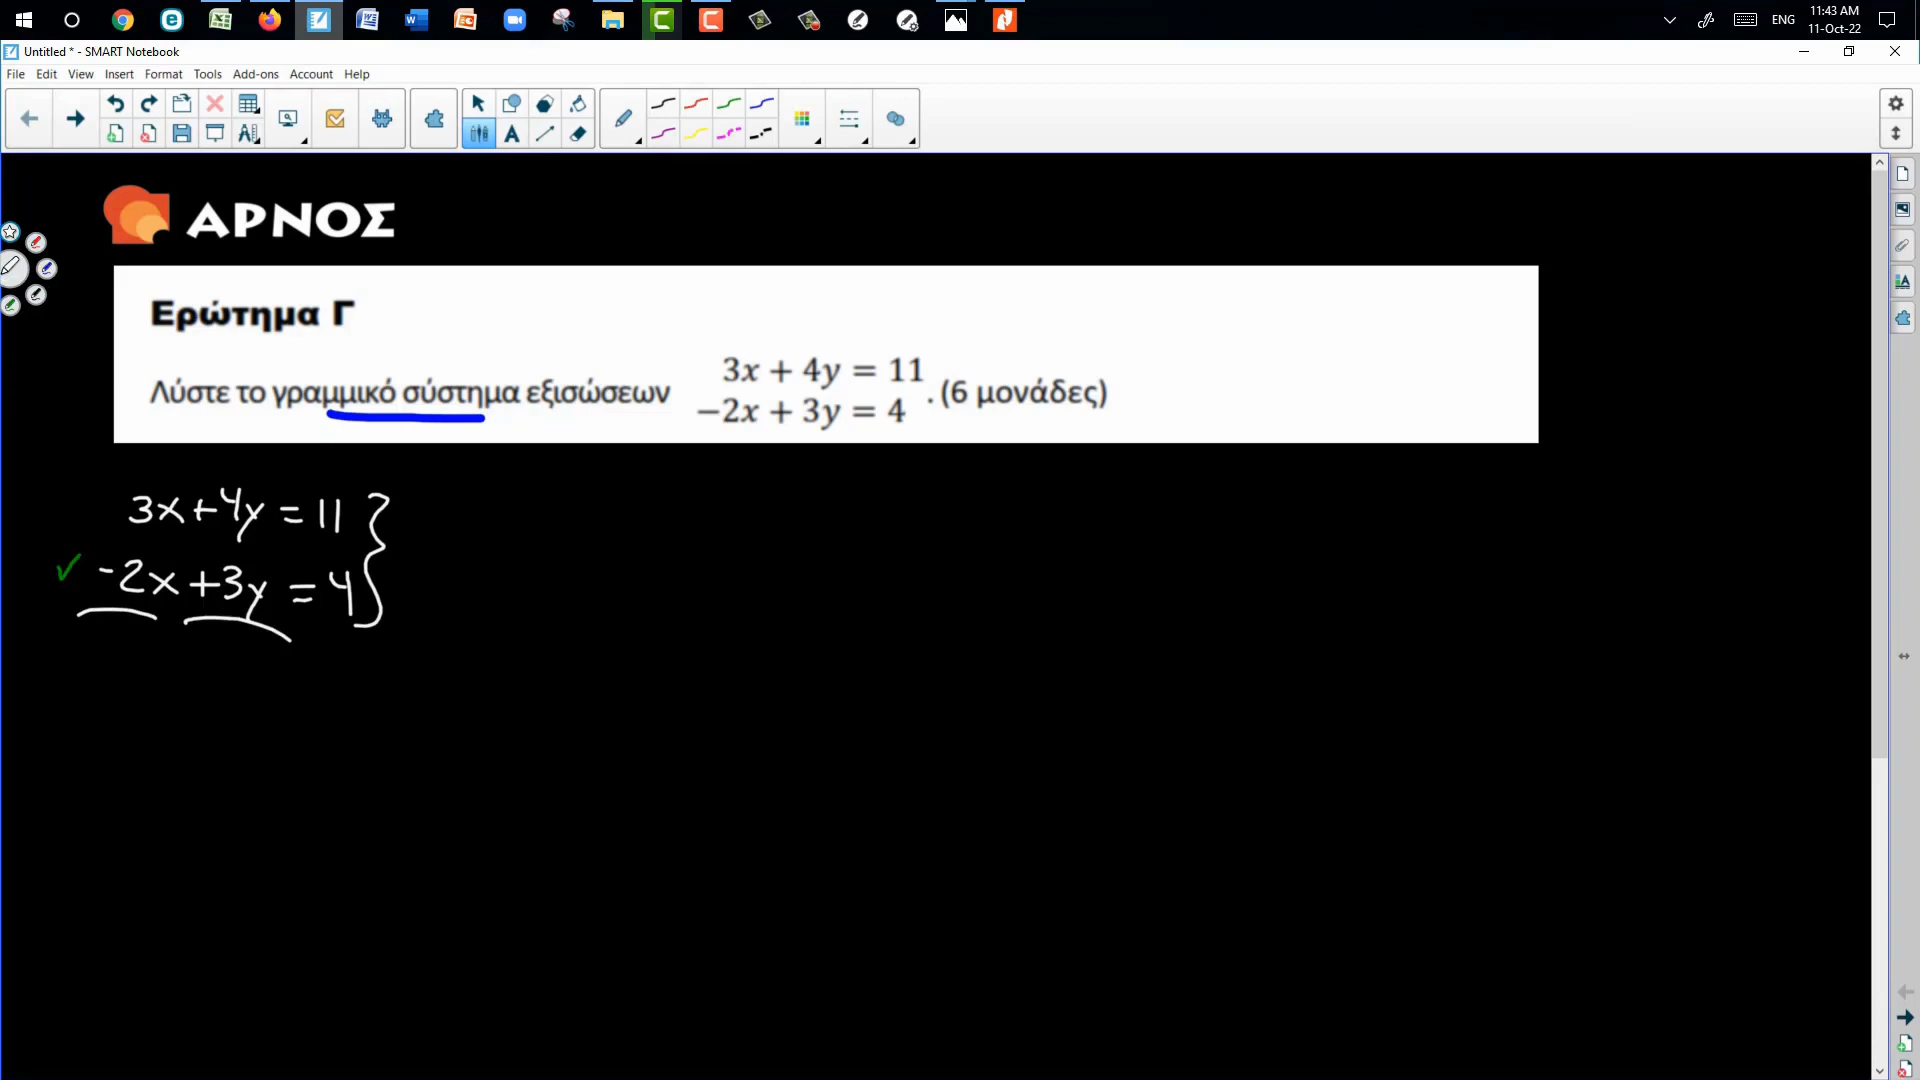 ENG
11:43 AM
11-Oct-22
Untitled * - SMART Notebook
File Edit View Insert Format Tools Add-ons Account Help
ΑΡΝΟΣ
Ερώτημα Γ
Λύστε το γραμμικό σύστημα εξισώσεων 3x + 4y = 11
−2x + 3y = 4 . (6 μονάδες)
3x+4y = 11
✓ -2x +3y = 4